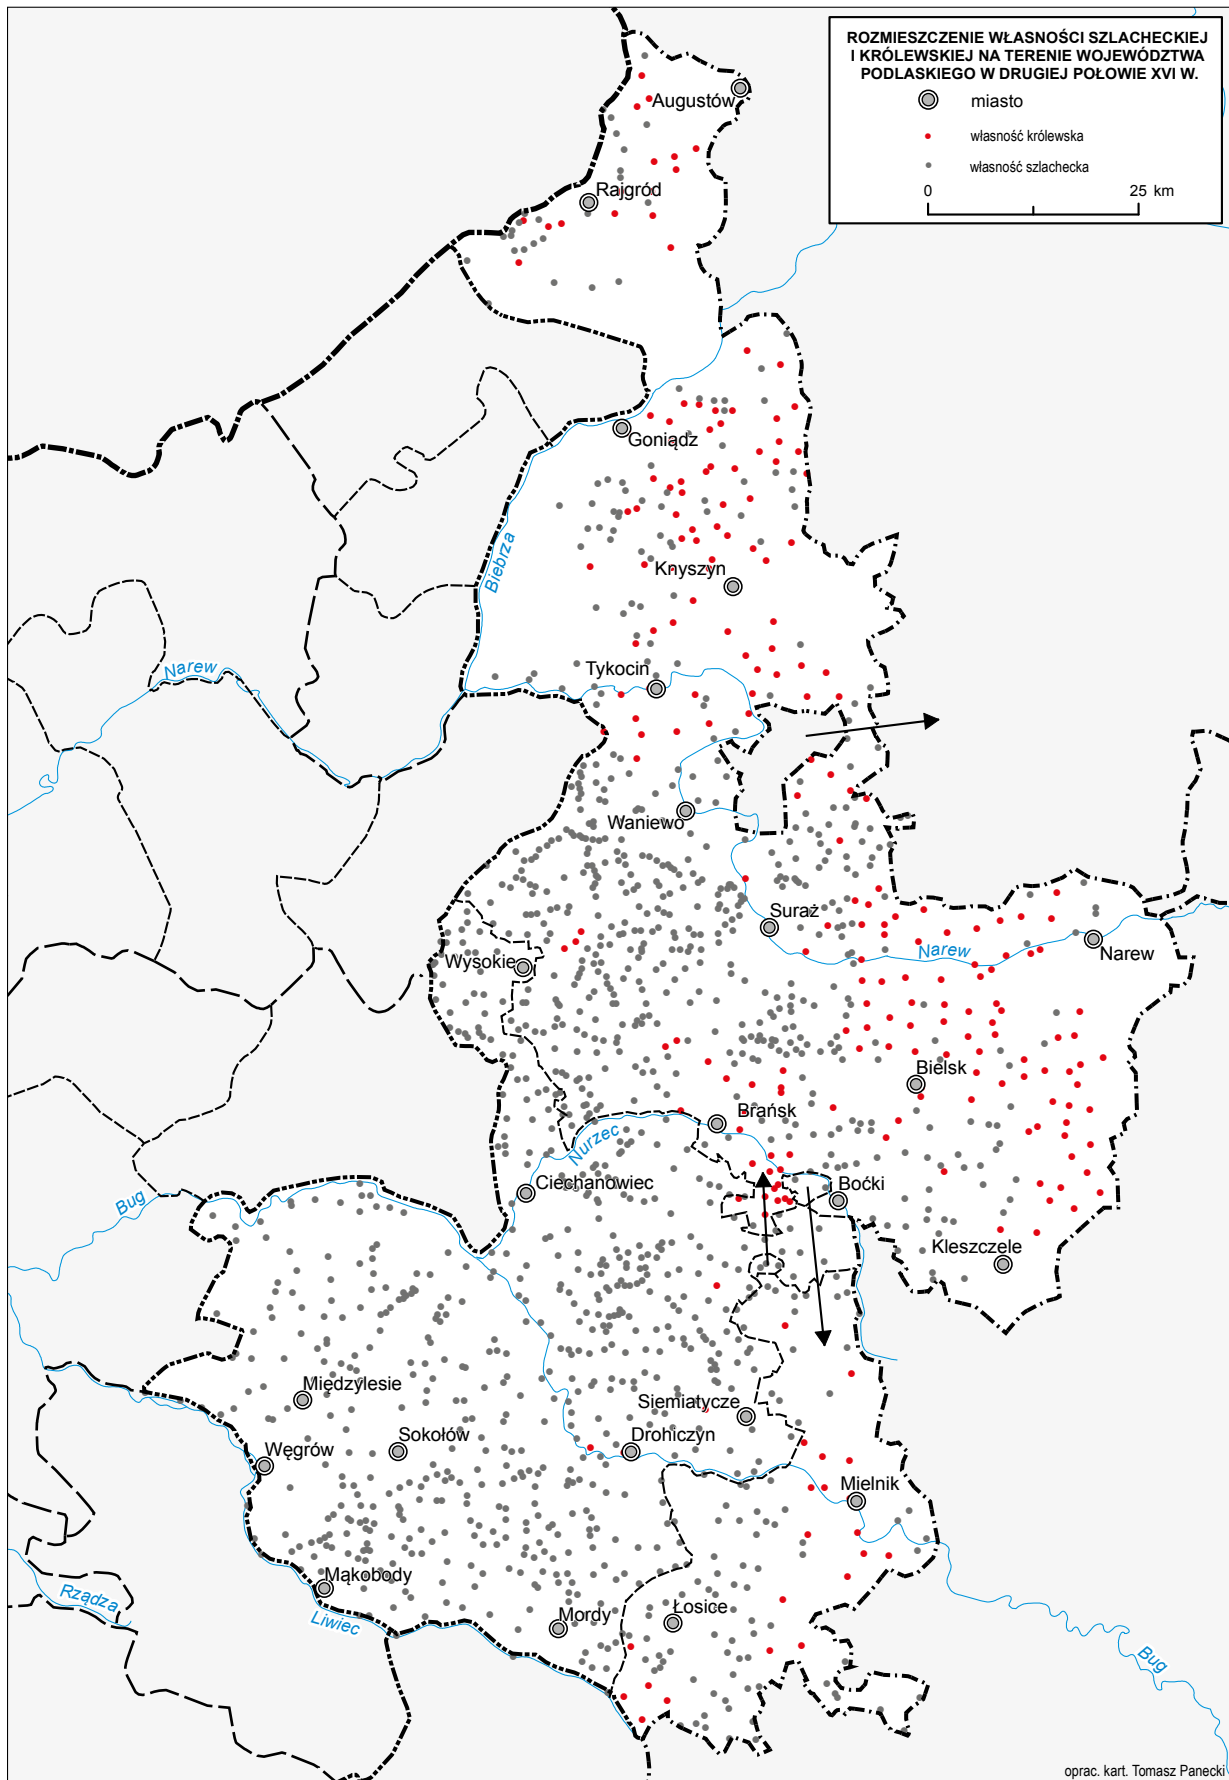 ROZMIESZCZENIE WŁASNOŚCI SZLACHECKIEJ
I KRÓLEWSKIEJ NA TERENIE WOJEWÓDZTWA
PODLASKIEGO W DRUGIEJ POŁOWIE XVI W.
miasto
własność królewska
własność szlachecka
0 25 km
Augustów
Rajgród
Goniądz
Biebrza
Knyszyn
Narew
Tykocin
Waniewo
Suraż
Narew
Narew
Wysokie
Bielsk
Brańsk
Nurzec
Ciechanowiec
Boćki
Bug
Kleszczele
Międzylesie
Siemiatycze
Sokołów
Drohiczyn
Węgrów
Mielnik
Mąkobody
Rządza
Liwiec
Mordy
Łosice
Bug
oprac. kart. Tomasz Panecki